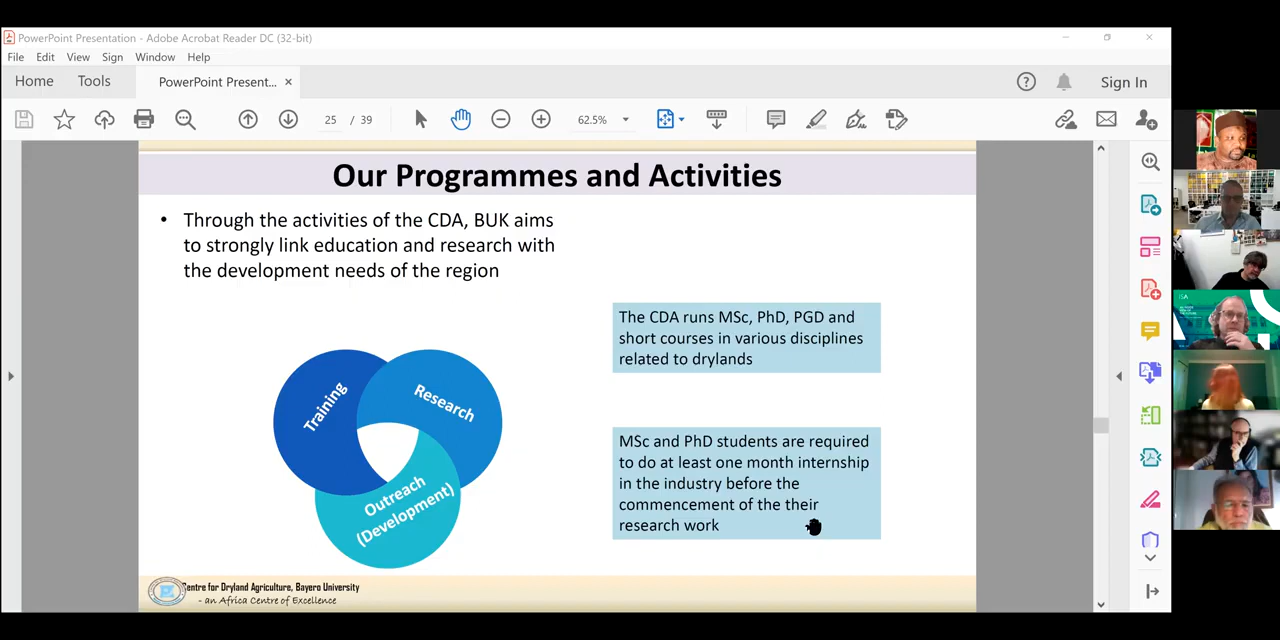 PowerPoint Presentation - Adobe Acrobat Reader DC (32-bit)
File Edit View Sign Window Help
Home Tools PowerPoint Present... Sign In
25 / 39 62.5%
Our Programmes and Activities
• Through the activities of the CDA, BUK aims
to strongly link education and research with
the development needs of the region
The CDA runs MSc, PhD, PGD and
short courses in various disciplines
related to drylands
Training
Research
Outreach
(Development)
MSc and PhD students are required
to do at least one month internship
in the industry before the
commencement of the their
research work
Centre for Dryland Agriculture, Bayero University
- an Africa Centre of Excellence